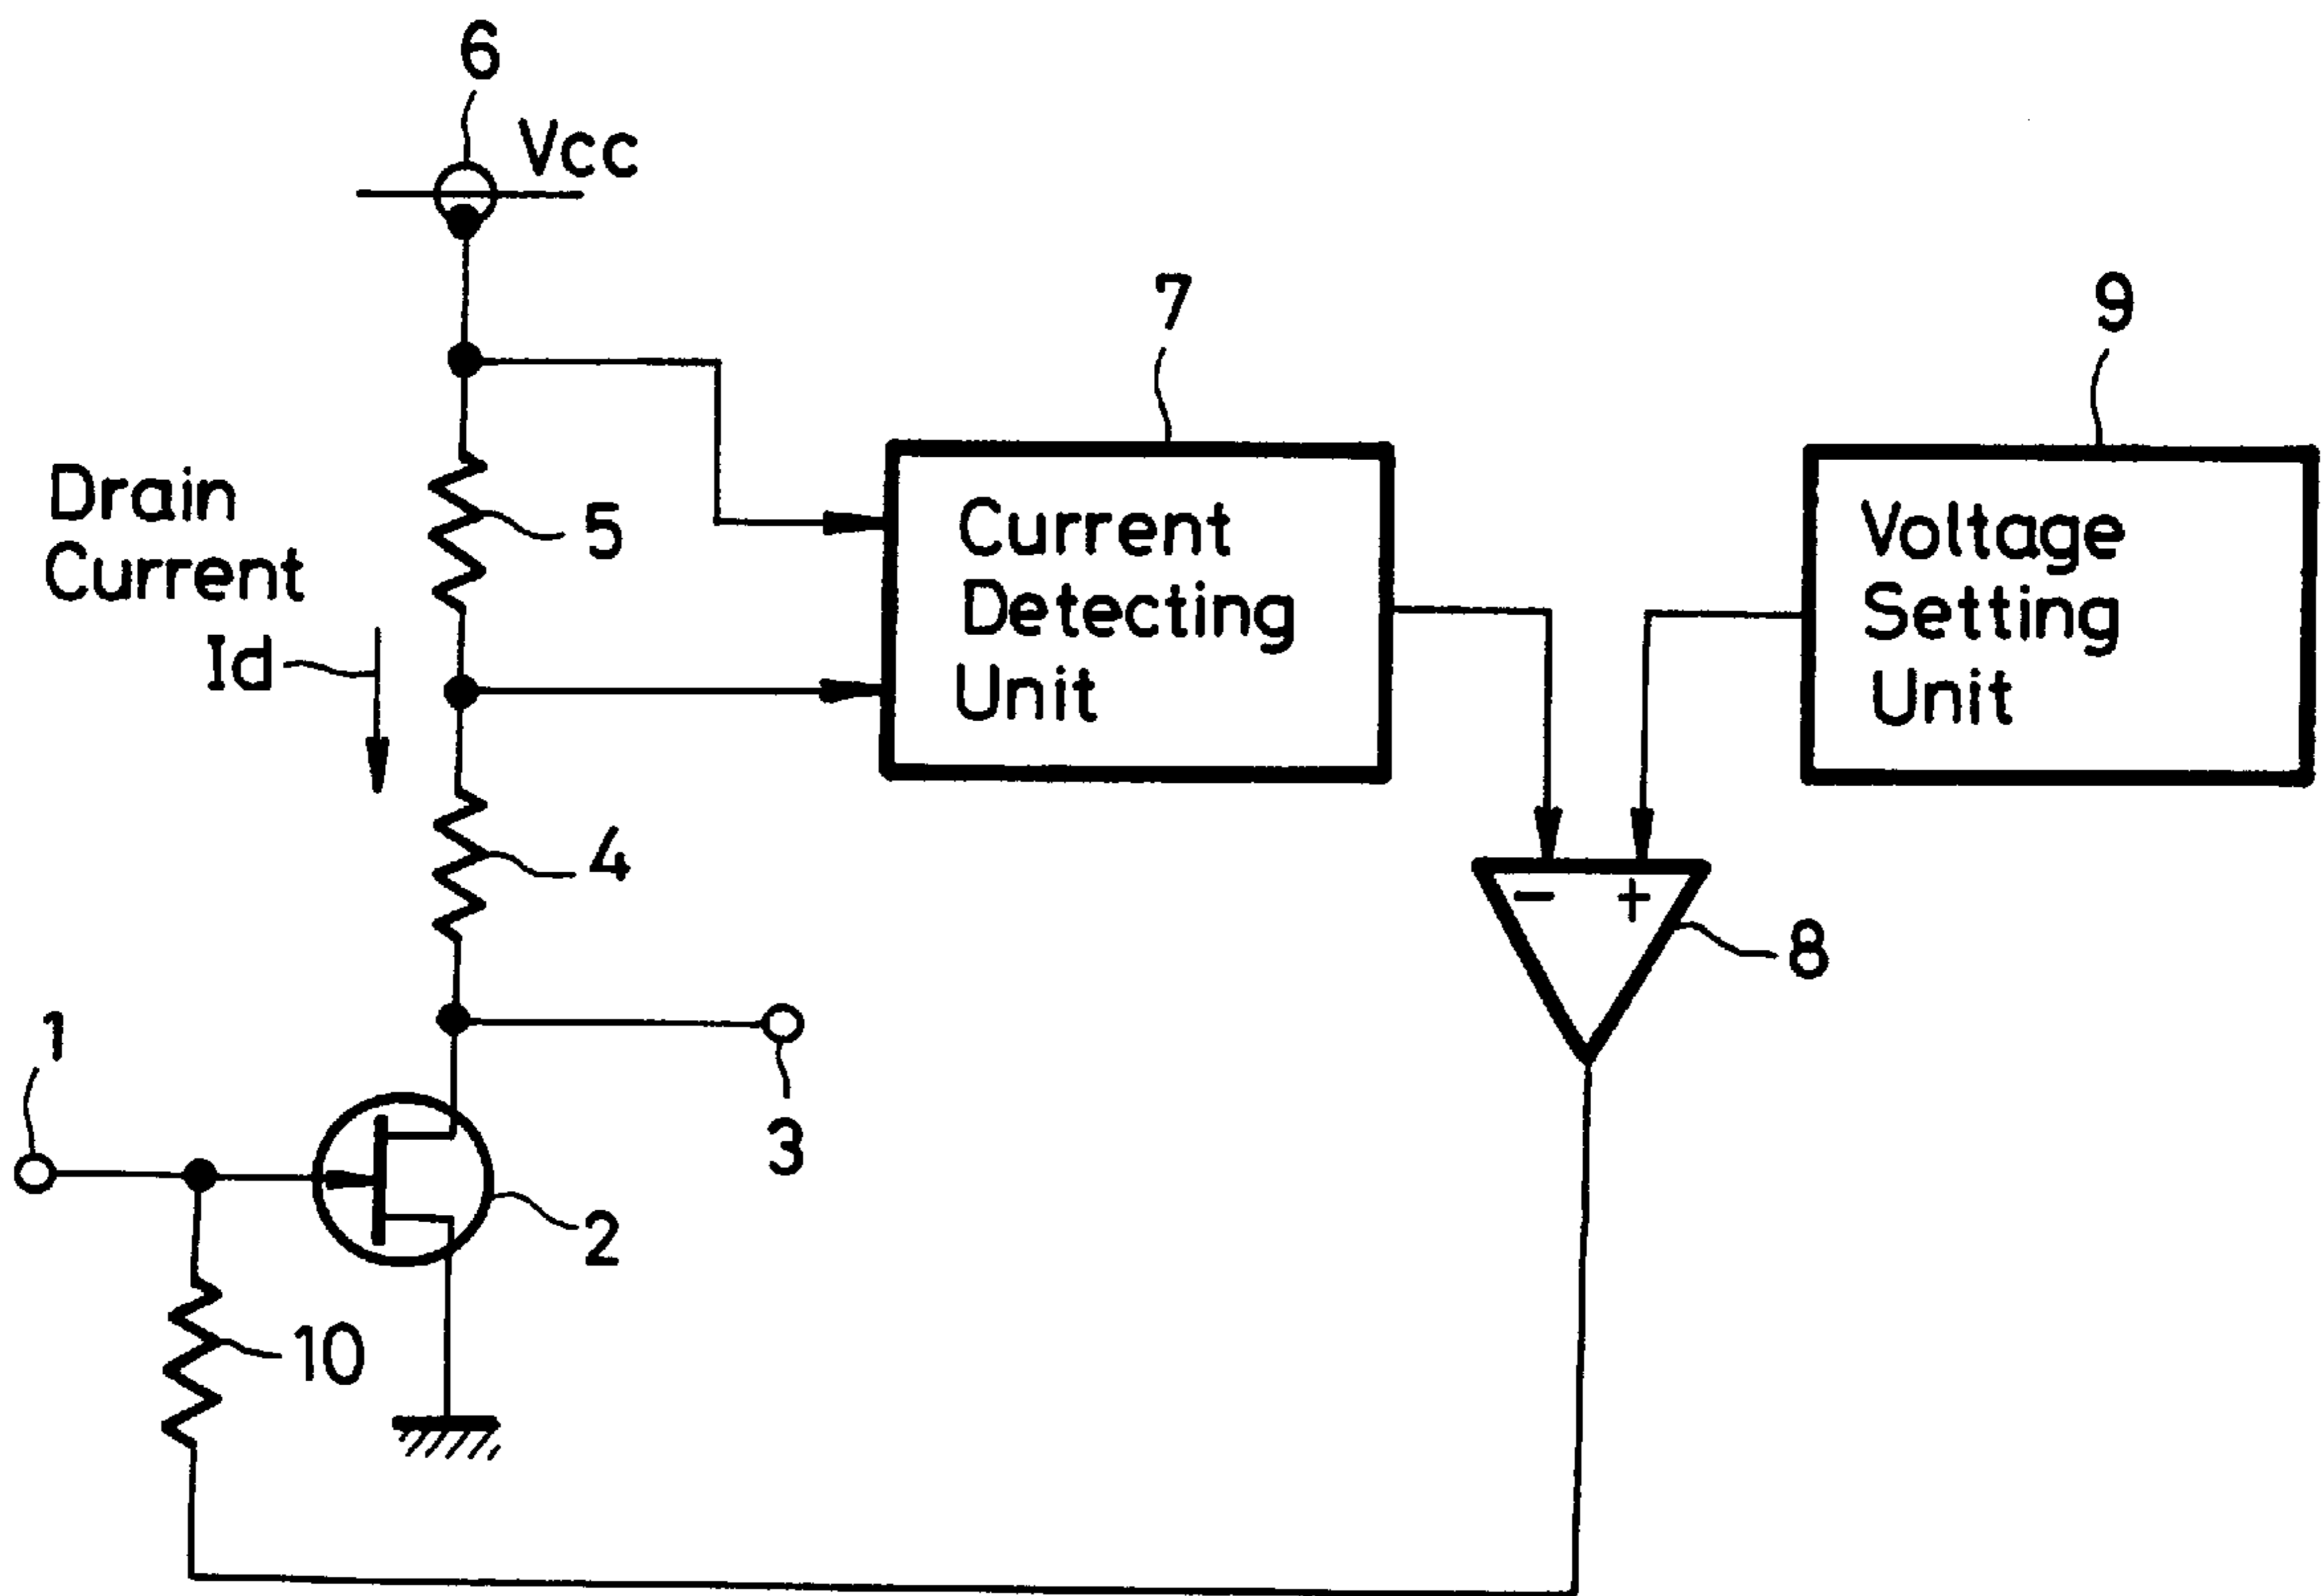 6
Vcc
7
9
Drain
Current
Id
5
Current
Detecting
Unit
Voltage
Setting
Unit
4
- +
8
1
3
2
10